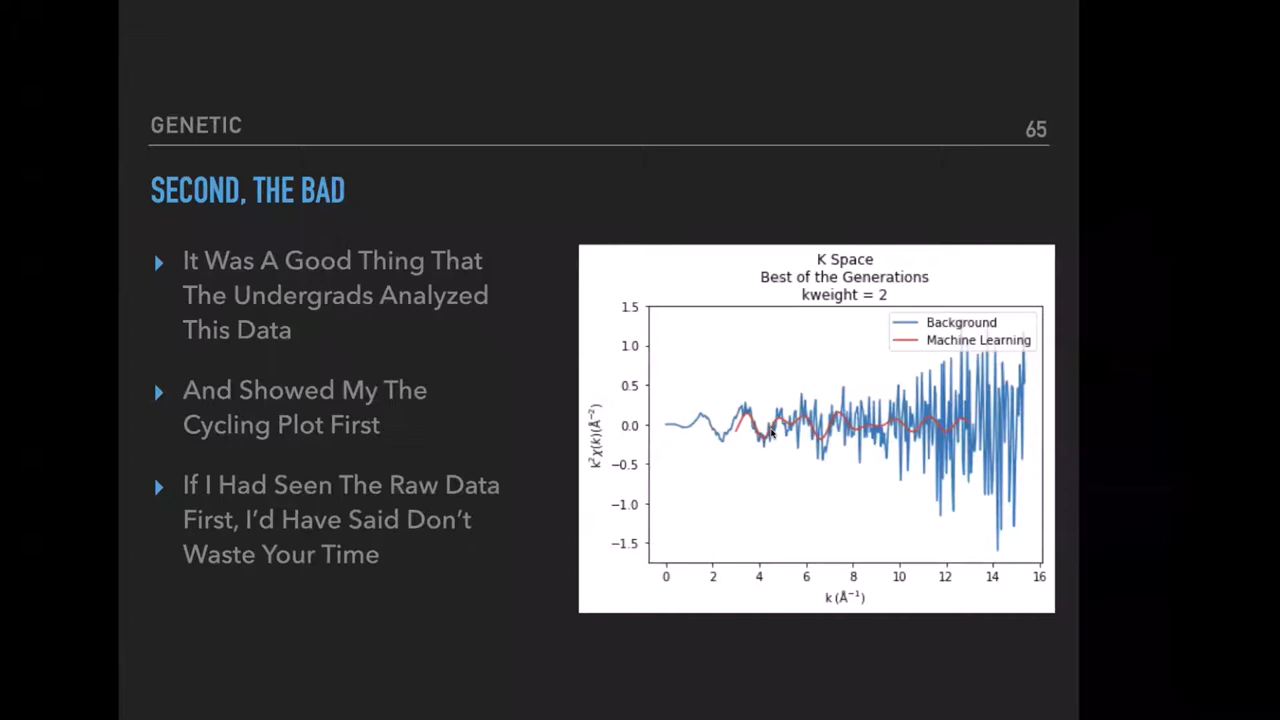 GENETIC
65
SECOND, THE BAD
It Was A Good Thing That
The Undergrads Analyzed
This Data
And Showed My The
Cycling Plot First
If I Had Seen The Raw Data
First, I'd Have Said Don't
Waste Your Time
K Space
Best of the Generations
kweight = 2
Background
Machine Learning
1.5
1.0
0.5
0.0
−0.5
−1.0
−1.5
k²χ(k)(Å⁻²)
0 2 4 6 8 10 12 14 16
k (Å⁻¹)